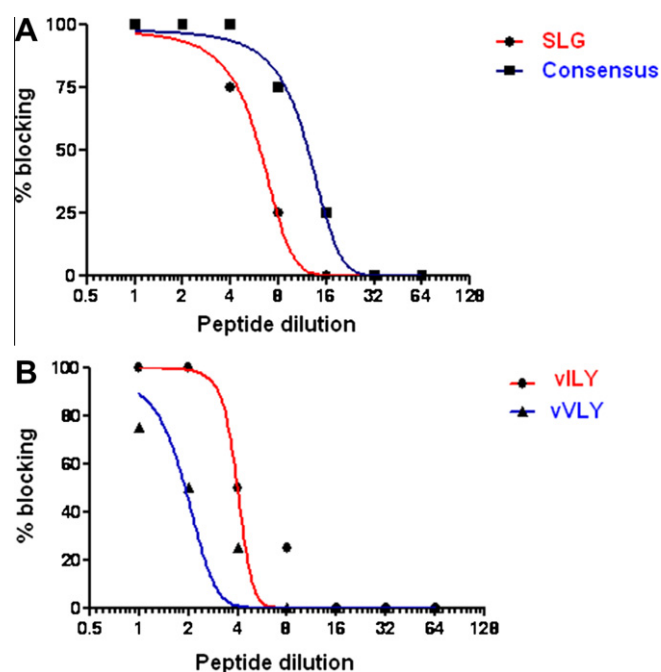 A
100
75
50
25
0
% blocking
0.5 1 2 4 8 16 32 64 128
Peptide dilution
SLG
Consensus
B
100
80
60
40
20
0
% blocking
0.5 1 2 4 8 16 32 64 128
Peptide dilution
vILY
vVLY